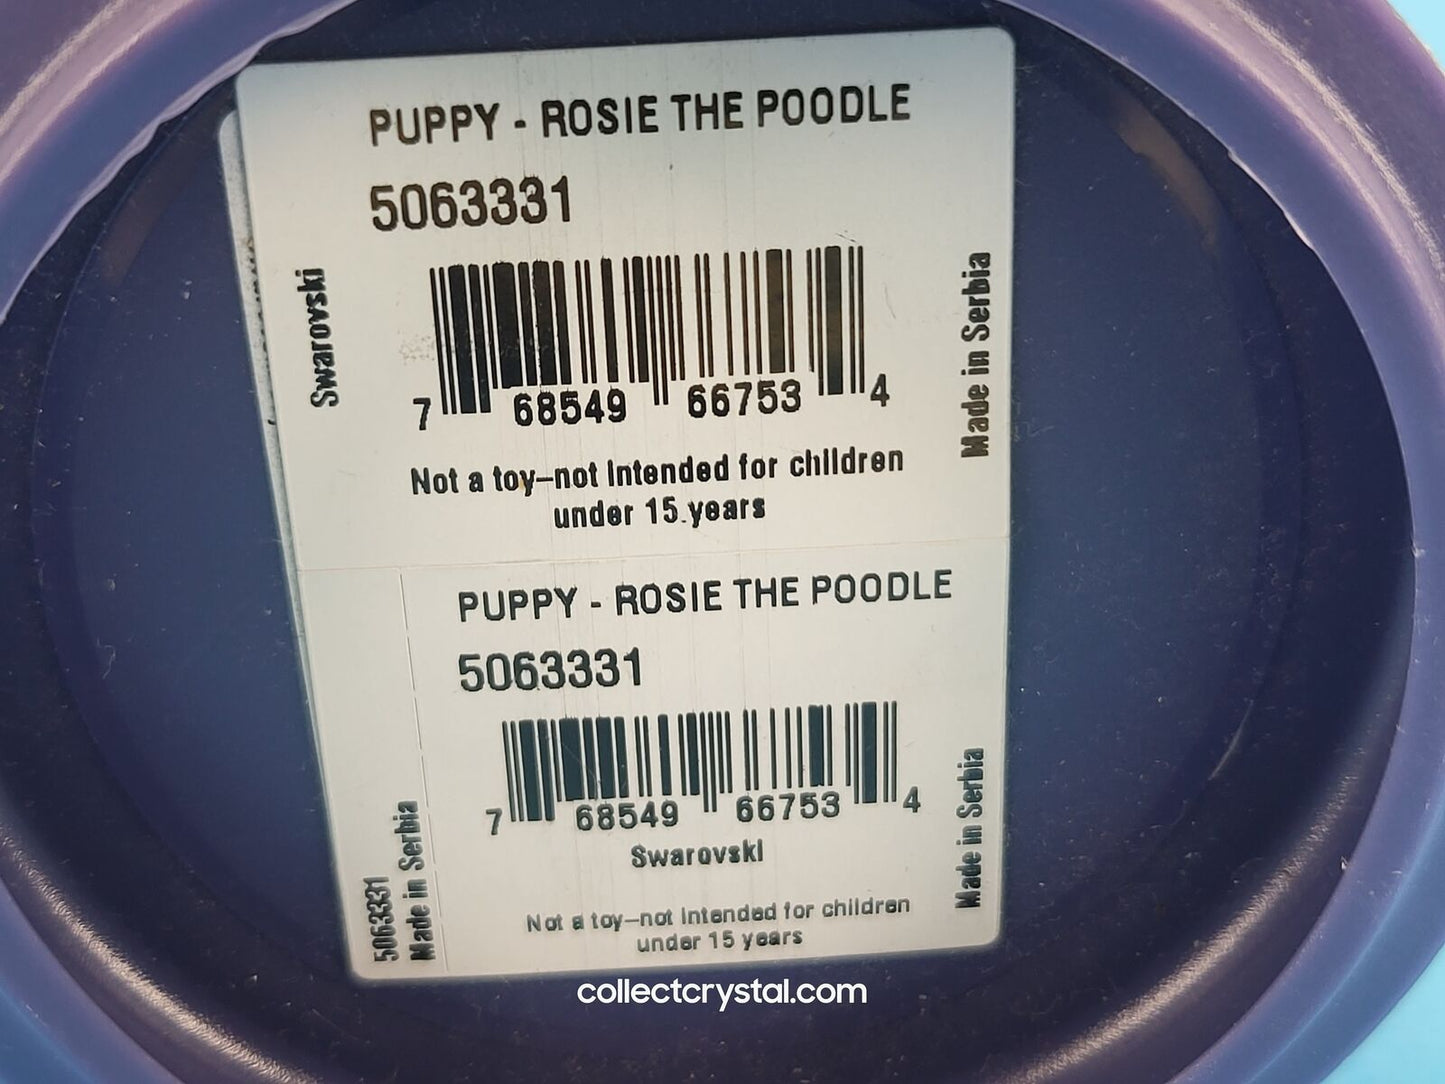 PUPPY - ROSIE THE POODLE
5063331
Swarovski
Made in Serbia
7 68549 66753 4
Not a toy–not intended for children
under 15 years
PUPPY - ROSIE THE POODLE
5063331
7 68549 66753 4
Swarovski
Made in Serbia
5063331
Made in Serbia
Not a toy–not intended for children
under 15 years
collectcrystal.com